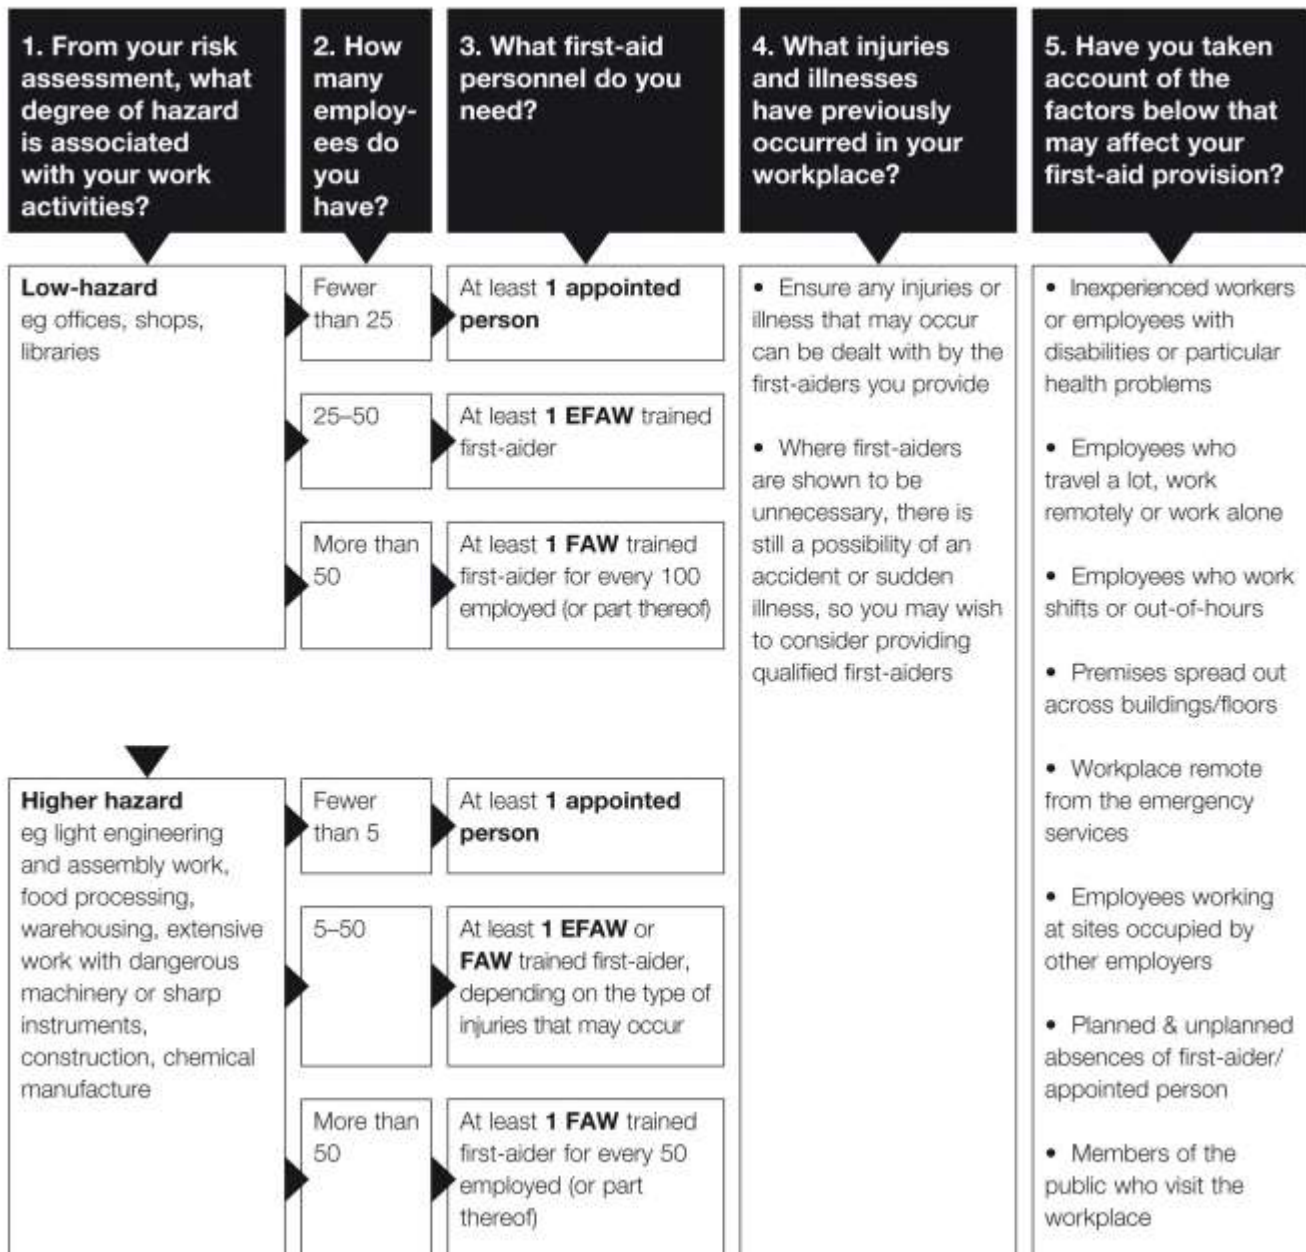 1. From your risk
assessment, what
degree of hazard
is associated
with your work
activities?
2. How
many
employ-
ees do
you
have?
3. What first-aid
personnel do you
need?
4. What injuries
and illnesses
have previously
occurred in your
workplace?
5. Have you taken
account of the
factors below that
may affect your
first-aid provision?
Low-hazard
eg offices, shops,
libraries
Fewer
than 25
At least 1 appointed
person
25–50
At least 1 EFAW trained
first-aider
More than
50
At least 1 FAW trained
first-aider for every 100
employed (or part thereof)
Higher hazard
eg light engineering
and assembly work,
food processing,
warehousing, extensive
work with dangerous
machinery or sharp
instruments,
construction, chemical
manufacture
Fewer
than 5
At least 1 appointed
person
5–50
At least 1 EFAW or
FAW trained first-aider,
depending on the type of
injuries that may occur
More than
50
At least 1 FAW trained
first-aider for every 50
employed (or part
thereof)
• Ensure any injuries or
illness that may occur
can be dealt with by the
first-aiders you provide
• Where first-aiders
are shown to be
unnecessary, there is
still a possibility of an
accident or sudden
illness, so you may wish
to consider providing
qualified first-aiders
• Inexperienced workers
or employees with
disabilities or particular
health problems
• Employees who
travel a lot, work
remotely or work alone
• Employees who work
shifts or out-of-hours
• Premises spread out
across buildings/floors
• Workplace remote
from the emergency
services
• Employees working
at sites occupied by
other employers
• Planned & unplanned
absences of first-aider/
appointed person
• Members of the
public who visit the
workplace